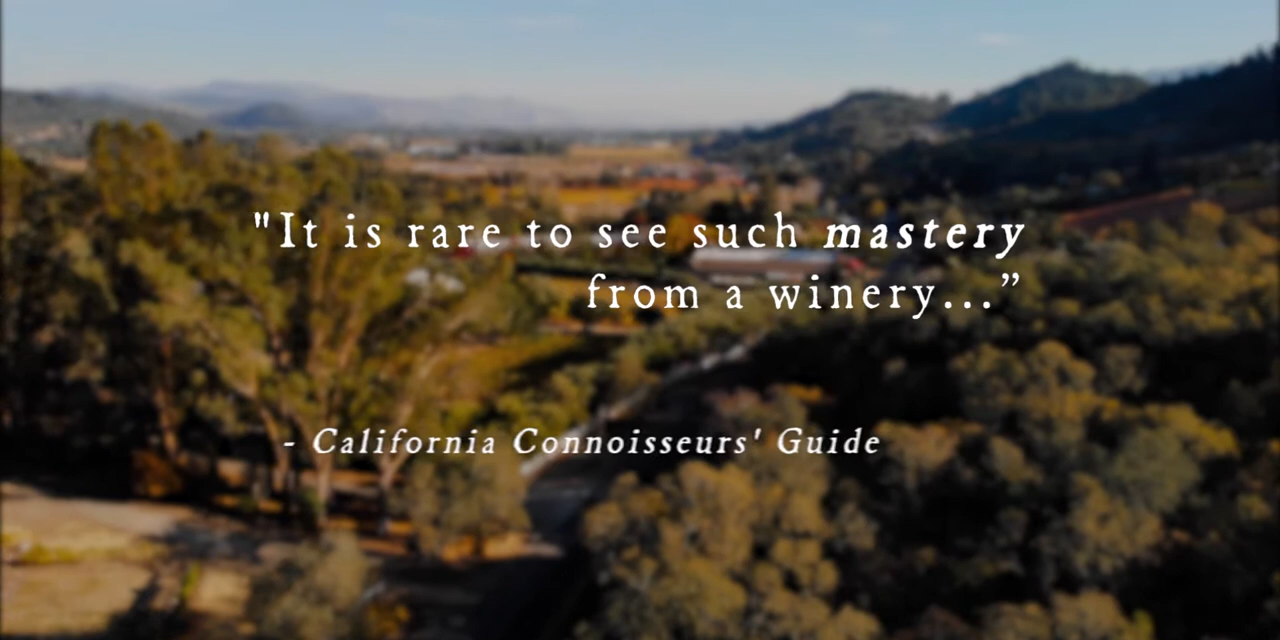 "It is rare to see such mastery
from a winery...”
- California Connoisseurs' Guide